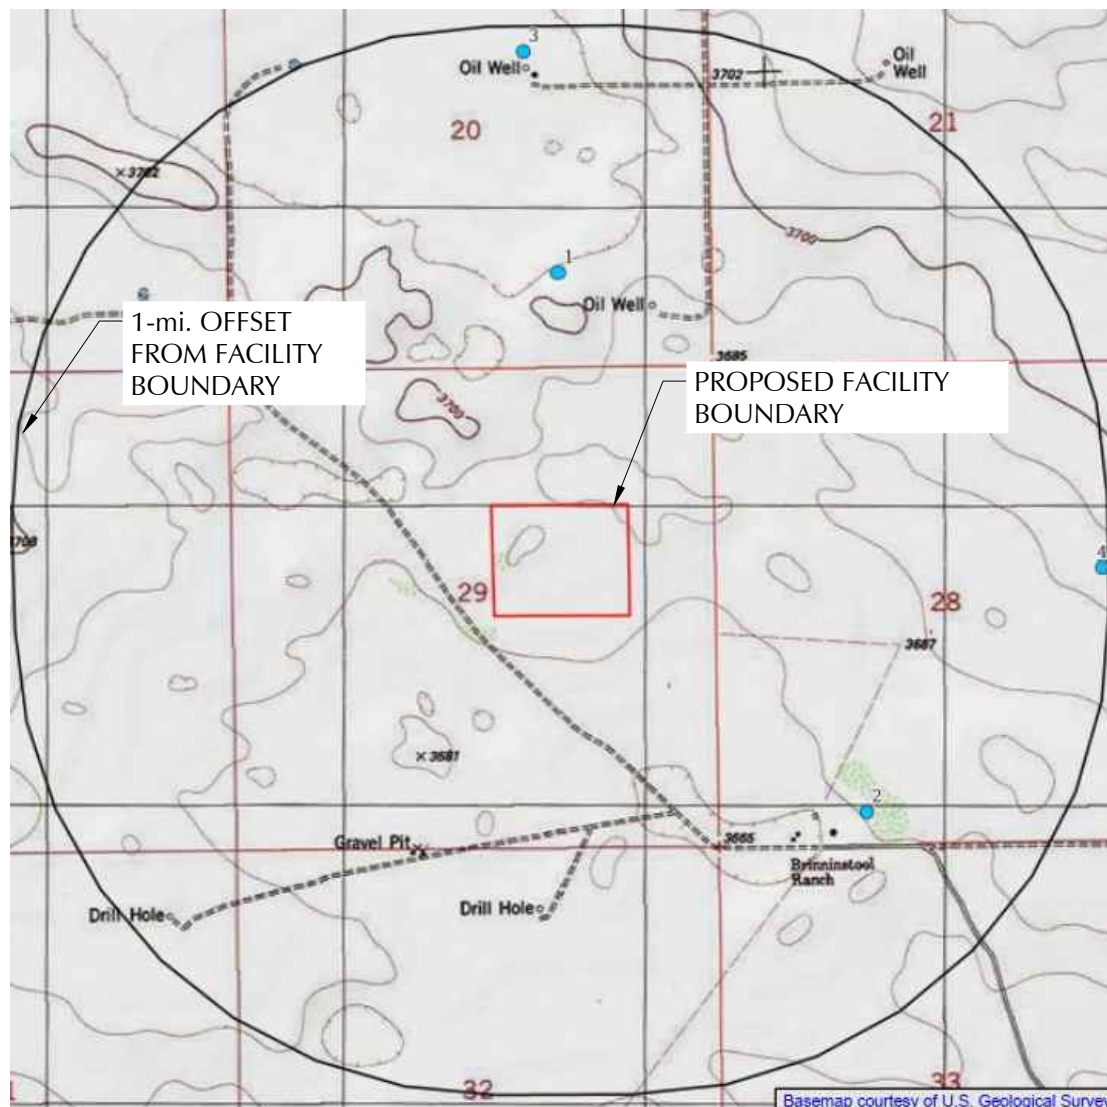 3
Oil Well
Oil
Well
3702
20
21
3702
3700
1
Oil Well
1-mi. OFFSET
FROM FACILITY
BOUNDARY
3685
PROPOSED FACILITY
BOUNDARY
3700
4
29
28
3687
3681
2
Gravel Pit
3665
Brinninstool
Ranch
Drill Hole
Drill Hole
32
33
Basemap courtesy of U.S. Geological Survey